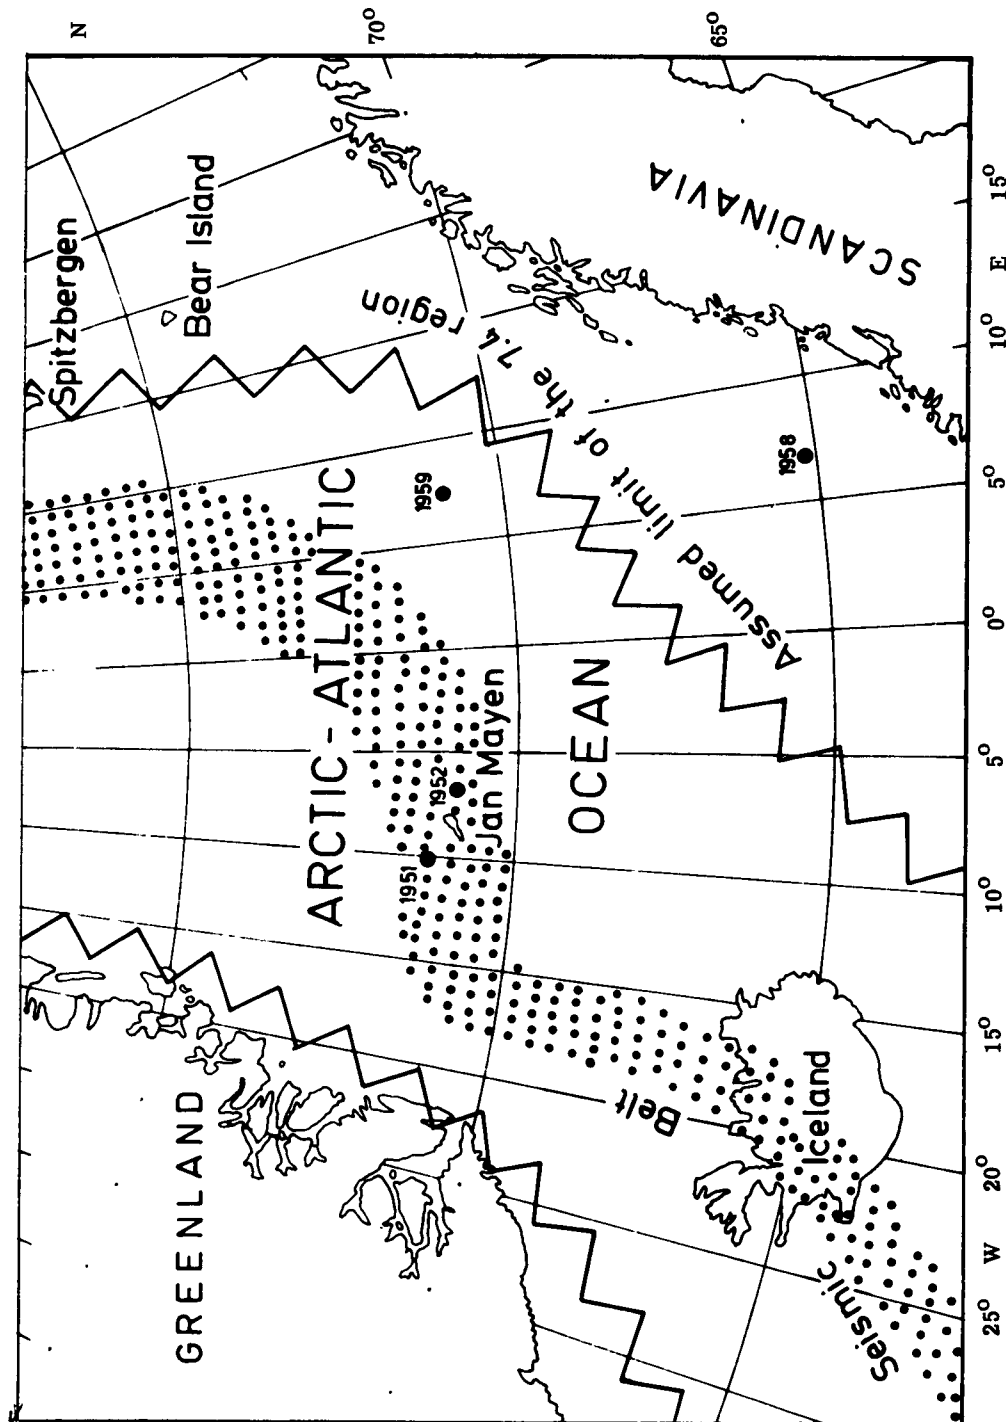 N
70°
65°
Spitzbergen
Bear Island
SCANDINAVIA
Assumed limit of the 7.4 region
ARCTIC-ATLANTIC
OCEAN
1959
1958
1952
1951
Jan Mayen
GREENLAND
Iceland
Seismic Belt
25°
W
20°
15°
10°
5°
0°
5°
10°
E
15°